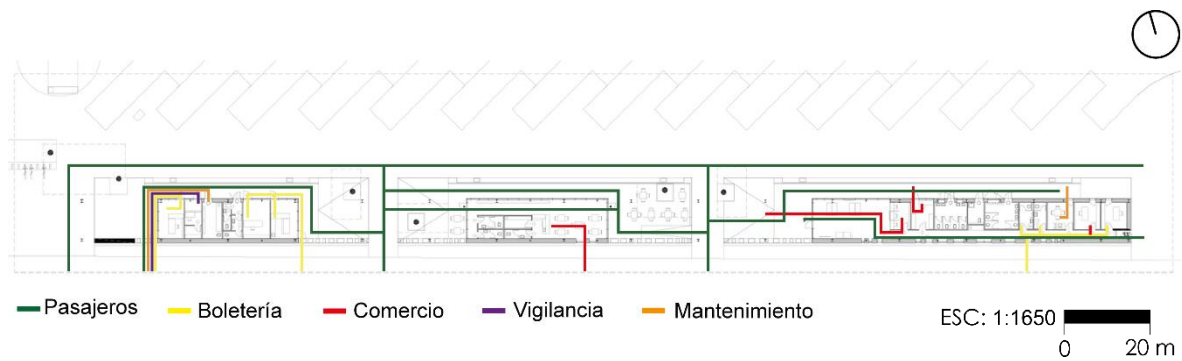 Pasajeros
Boletería
Comercio
Vigilancia
Mantenimiento
ESC: 1:1650
0 20 m